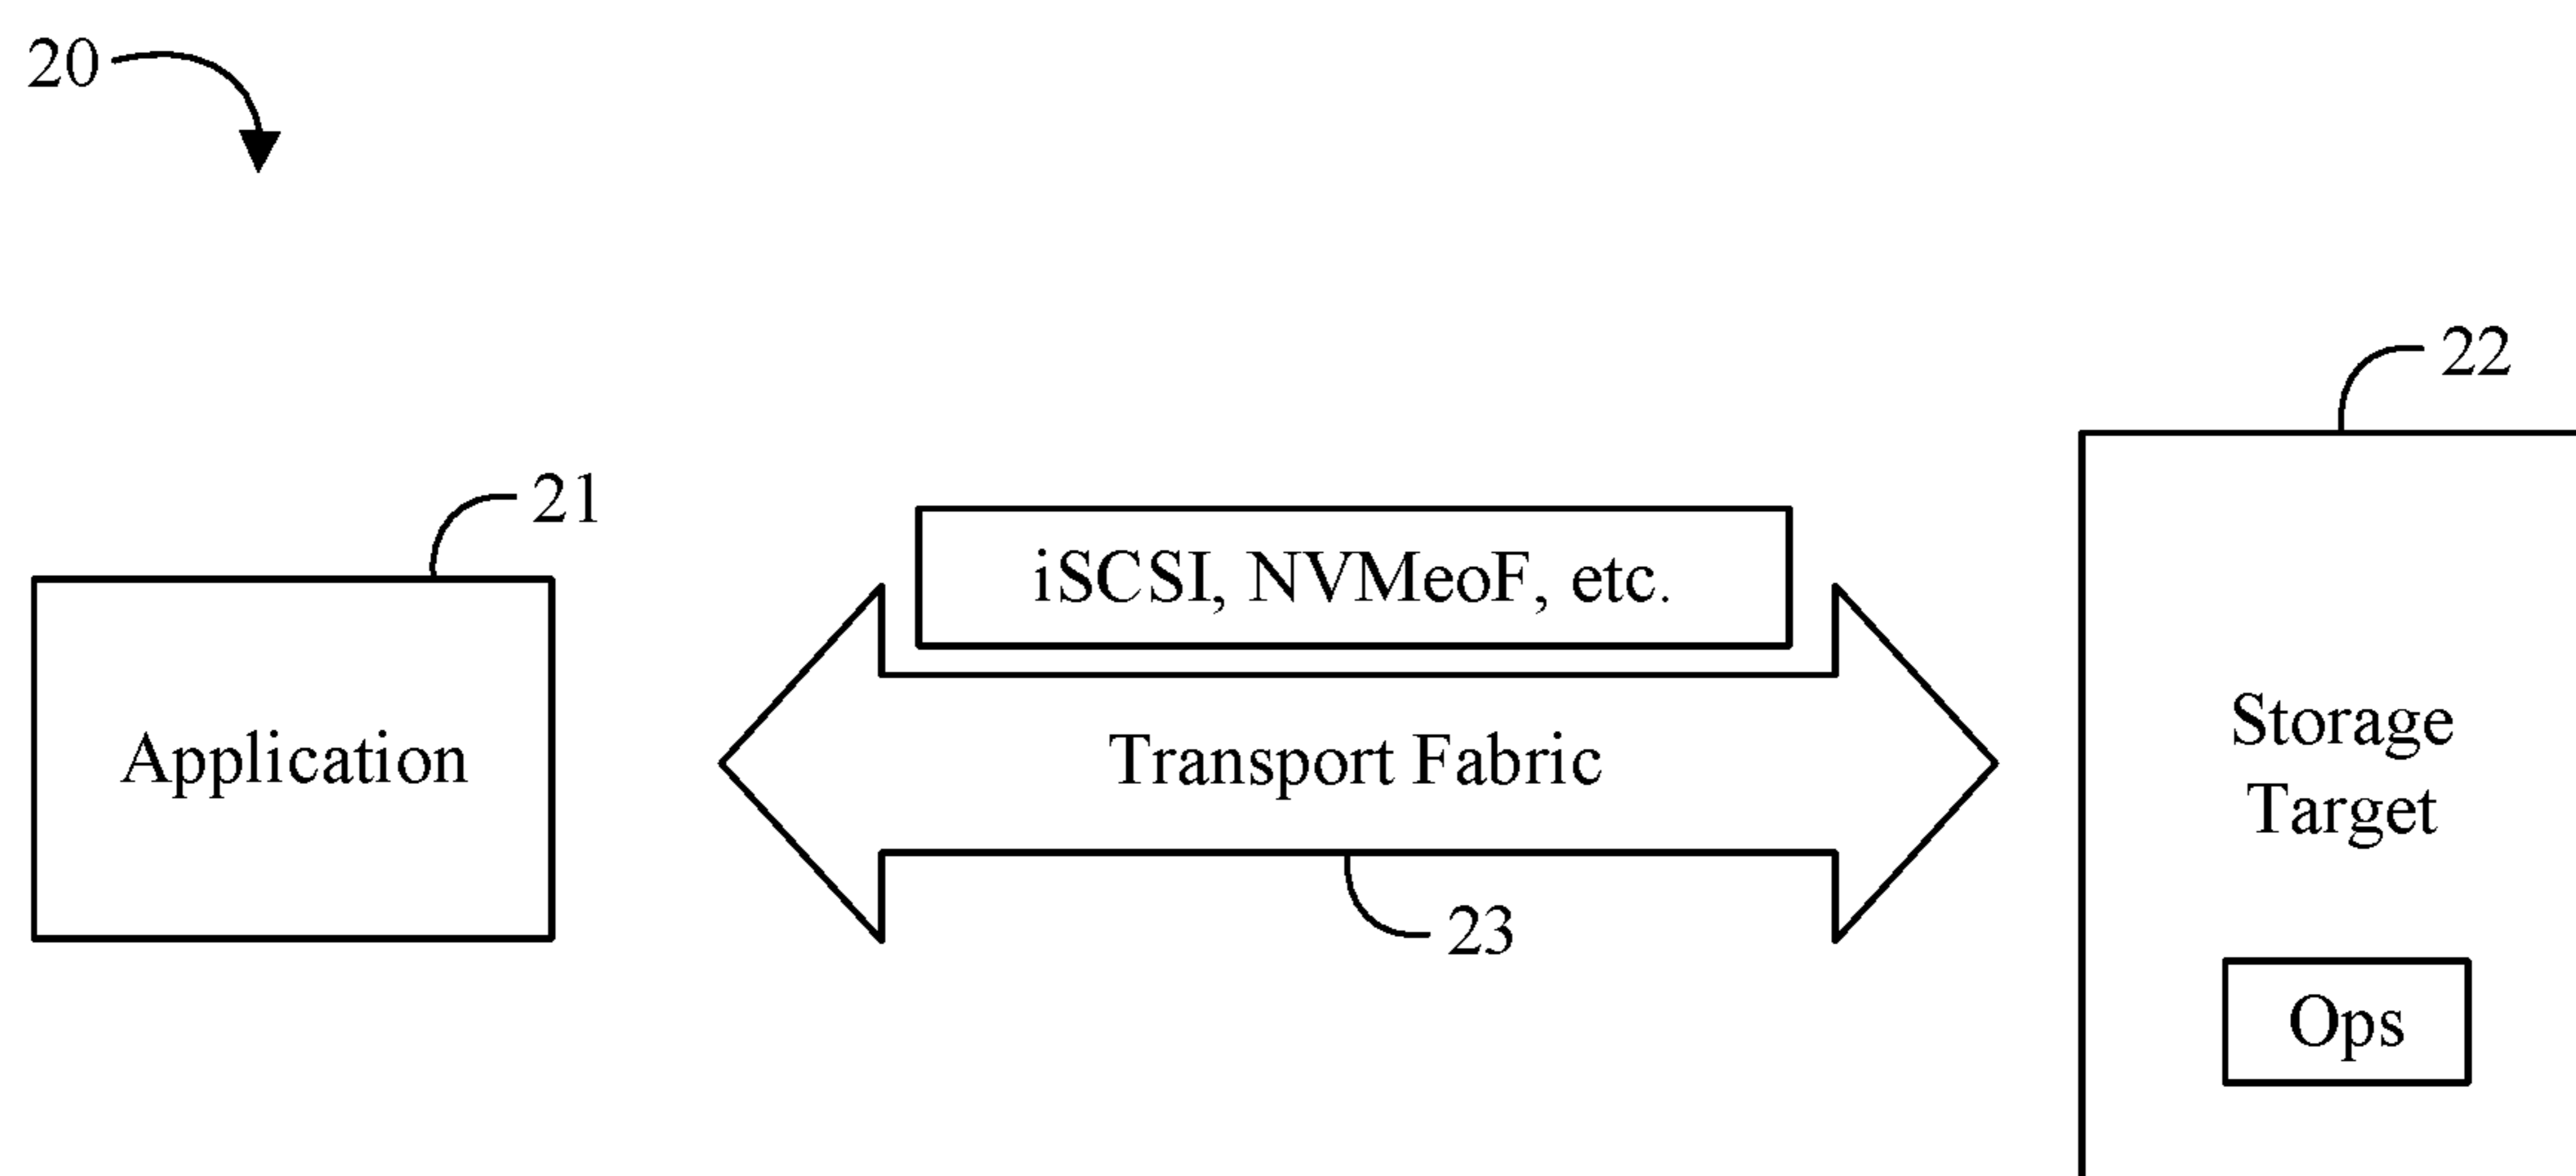 20
22
21
iSCSI, NVMeoF, etc.
Application
Transport Fabric
Storage
Target
23
Ops